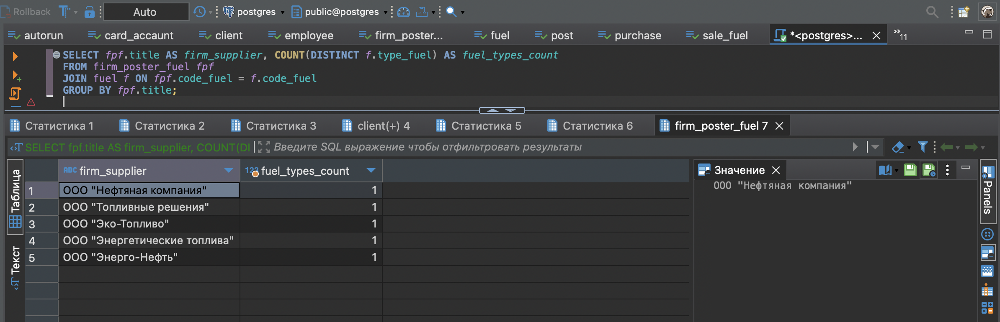 Rollback Auto postgres public@postgres
autorun card_accaunt client employee firm_poster... fuel post purchase sale_fuel *<postgres>... »11
SELECT fpf.title AS firm_supplier, COUNT(DISTINCT f.type_fuel) AS fuel_types_count
FROM firm_poster_fuel fpf
JOIN fuel f ON fpf.code_fuel = f.code_fuel
GROUP BY fpf.title;
Статистика 1 Статистика 2 Статистика 3 client(+) 4 Статистика 5 Статистика 6 firm_poster_fuel 7
SELECT fpf.title AS firm_supplier, COUNT(DI Введите SQL выражение чтобы отфильтровать результаты
Таблица
Текст
ABC firm_supplier 123 fuel_types_count
1 ООО "Нефтяная компания" 1
2 ООО "Топливные решения" 1
3 ООО "Эко-Топливо" 1
4 ООО "Энергетические топлива" 1
5 ООО "Энерго-Нефть" 1
Значение
ООО "Нефтяная компания"
Panels